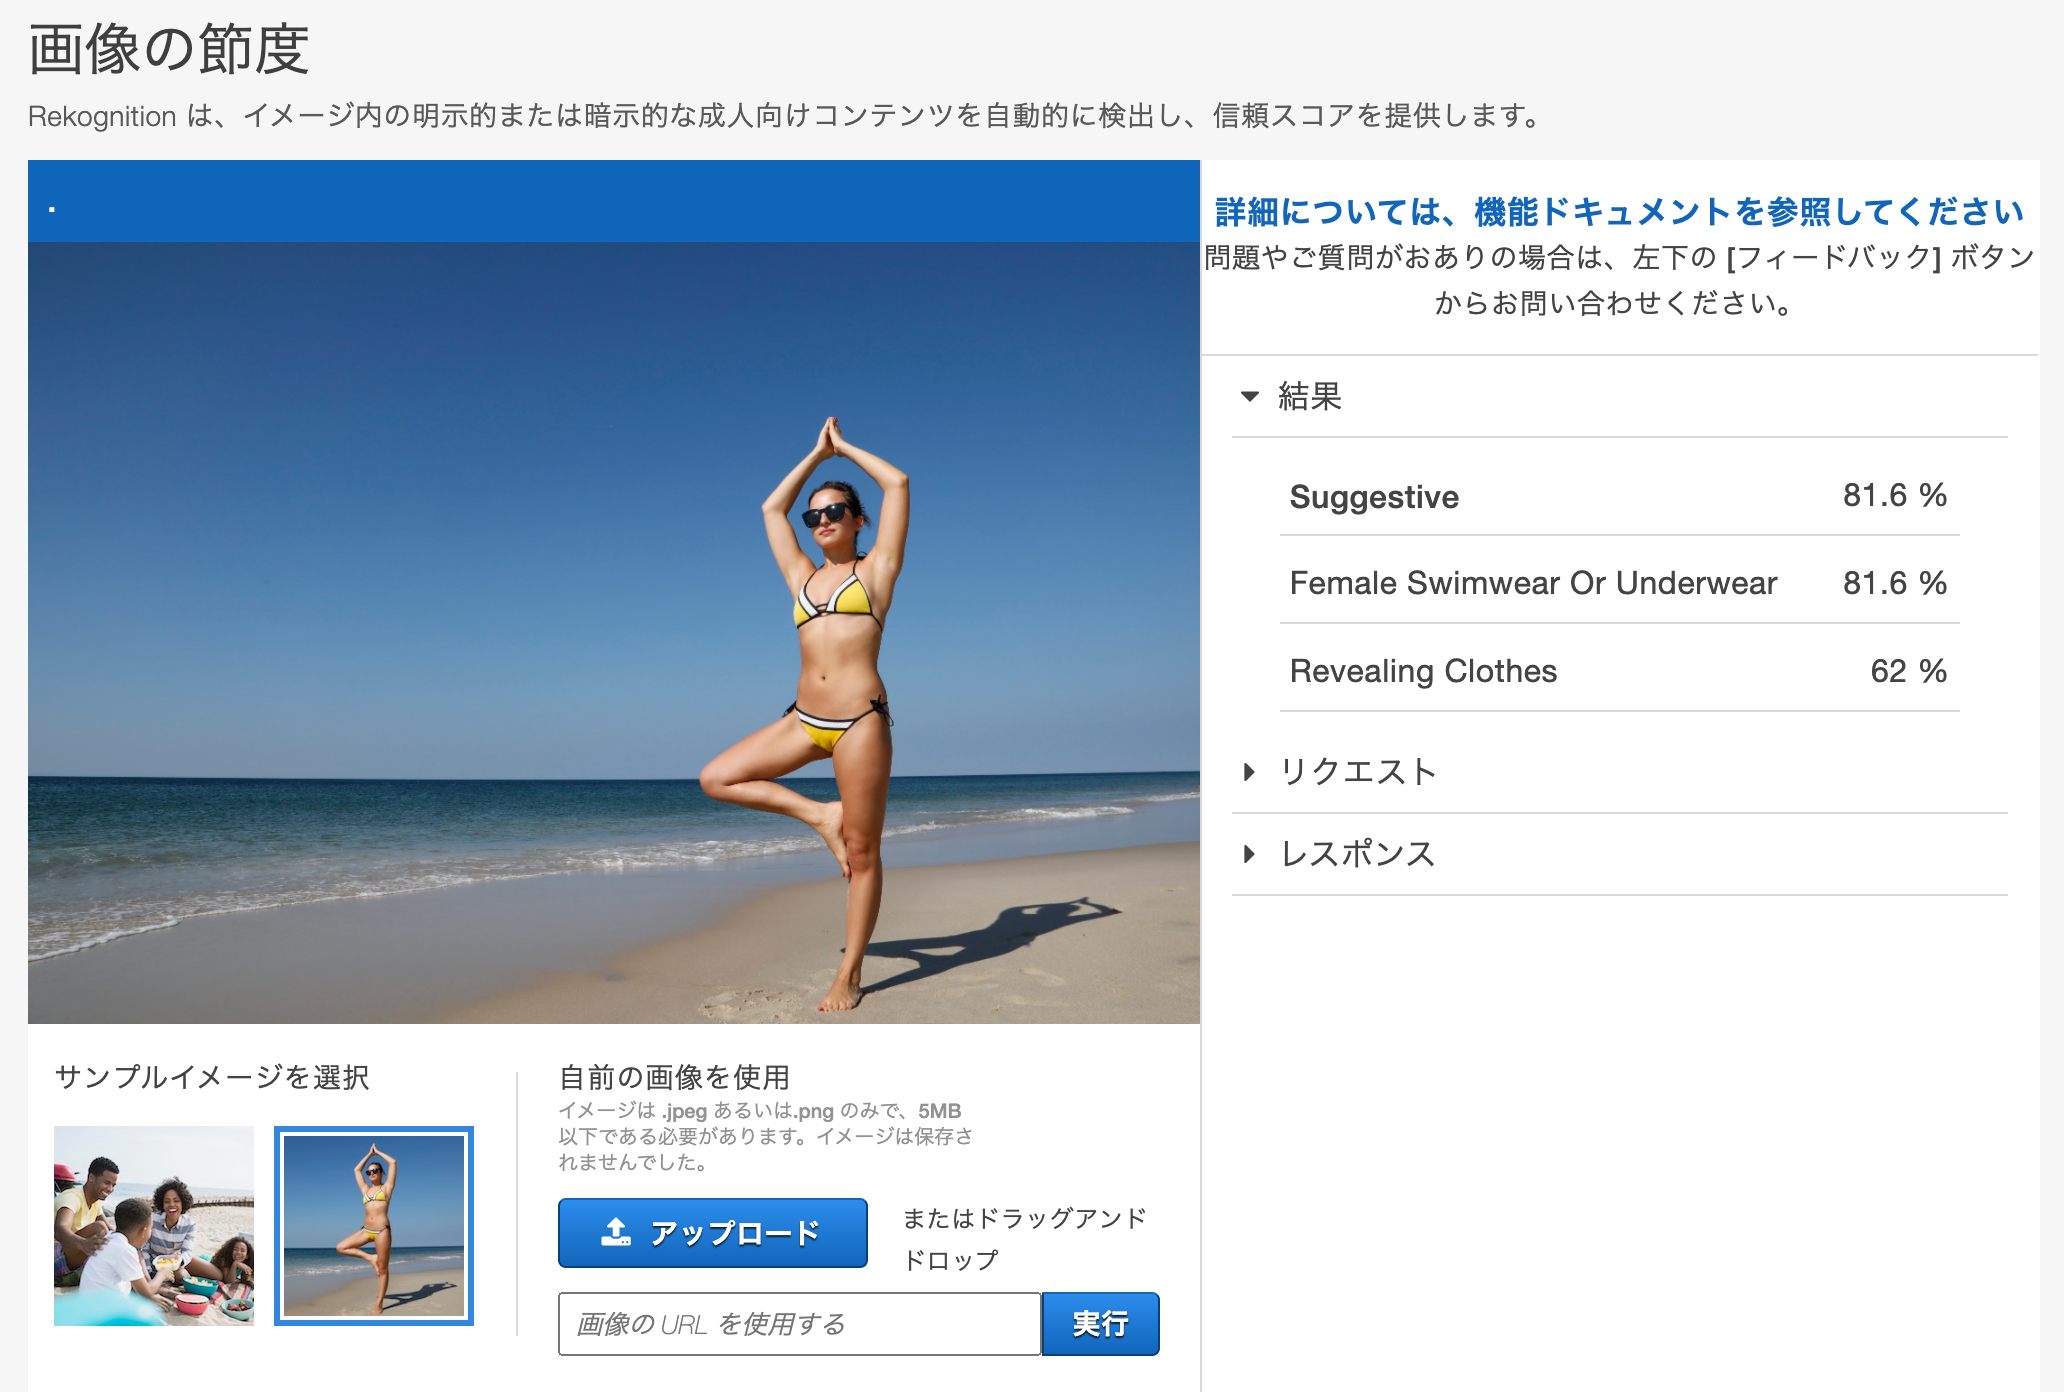 画像の節度
Rekognition は、イメージ内の明示的または暗示的な成人向けコンテンツを自動的に検出し、信頼スコアを提供します。
.
詳細については、機能ドキュメントを参照してください
問題やご質問がおありの場合は、左下の [フィードバック] ボタン
からお問い合わせください。
結果
Suggestive 81.6 %
Female Swimwear Or Underwear 81.6 %
Revealing Clothes 62 %
リクエスト
レスポンス
サンプルイメージを選択
自前の画像を使用
イメージは .jpeg あるいは.png のみで、5MB
以下である必要があります。イメージは保存さ
れませんでした。
アップロード
またはドラッグアンド
ドロップ
画像の URL を使用する
実行